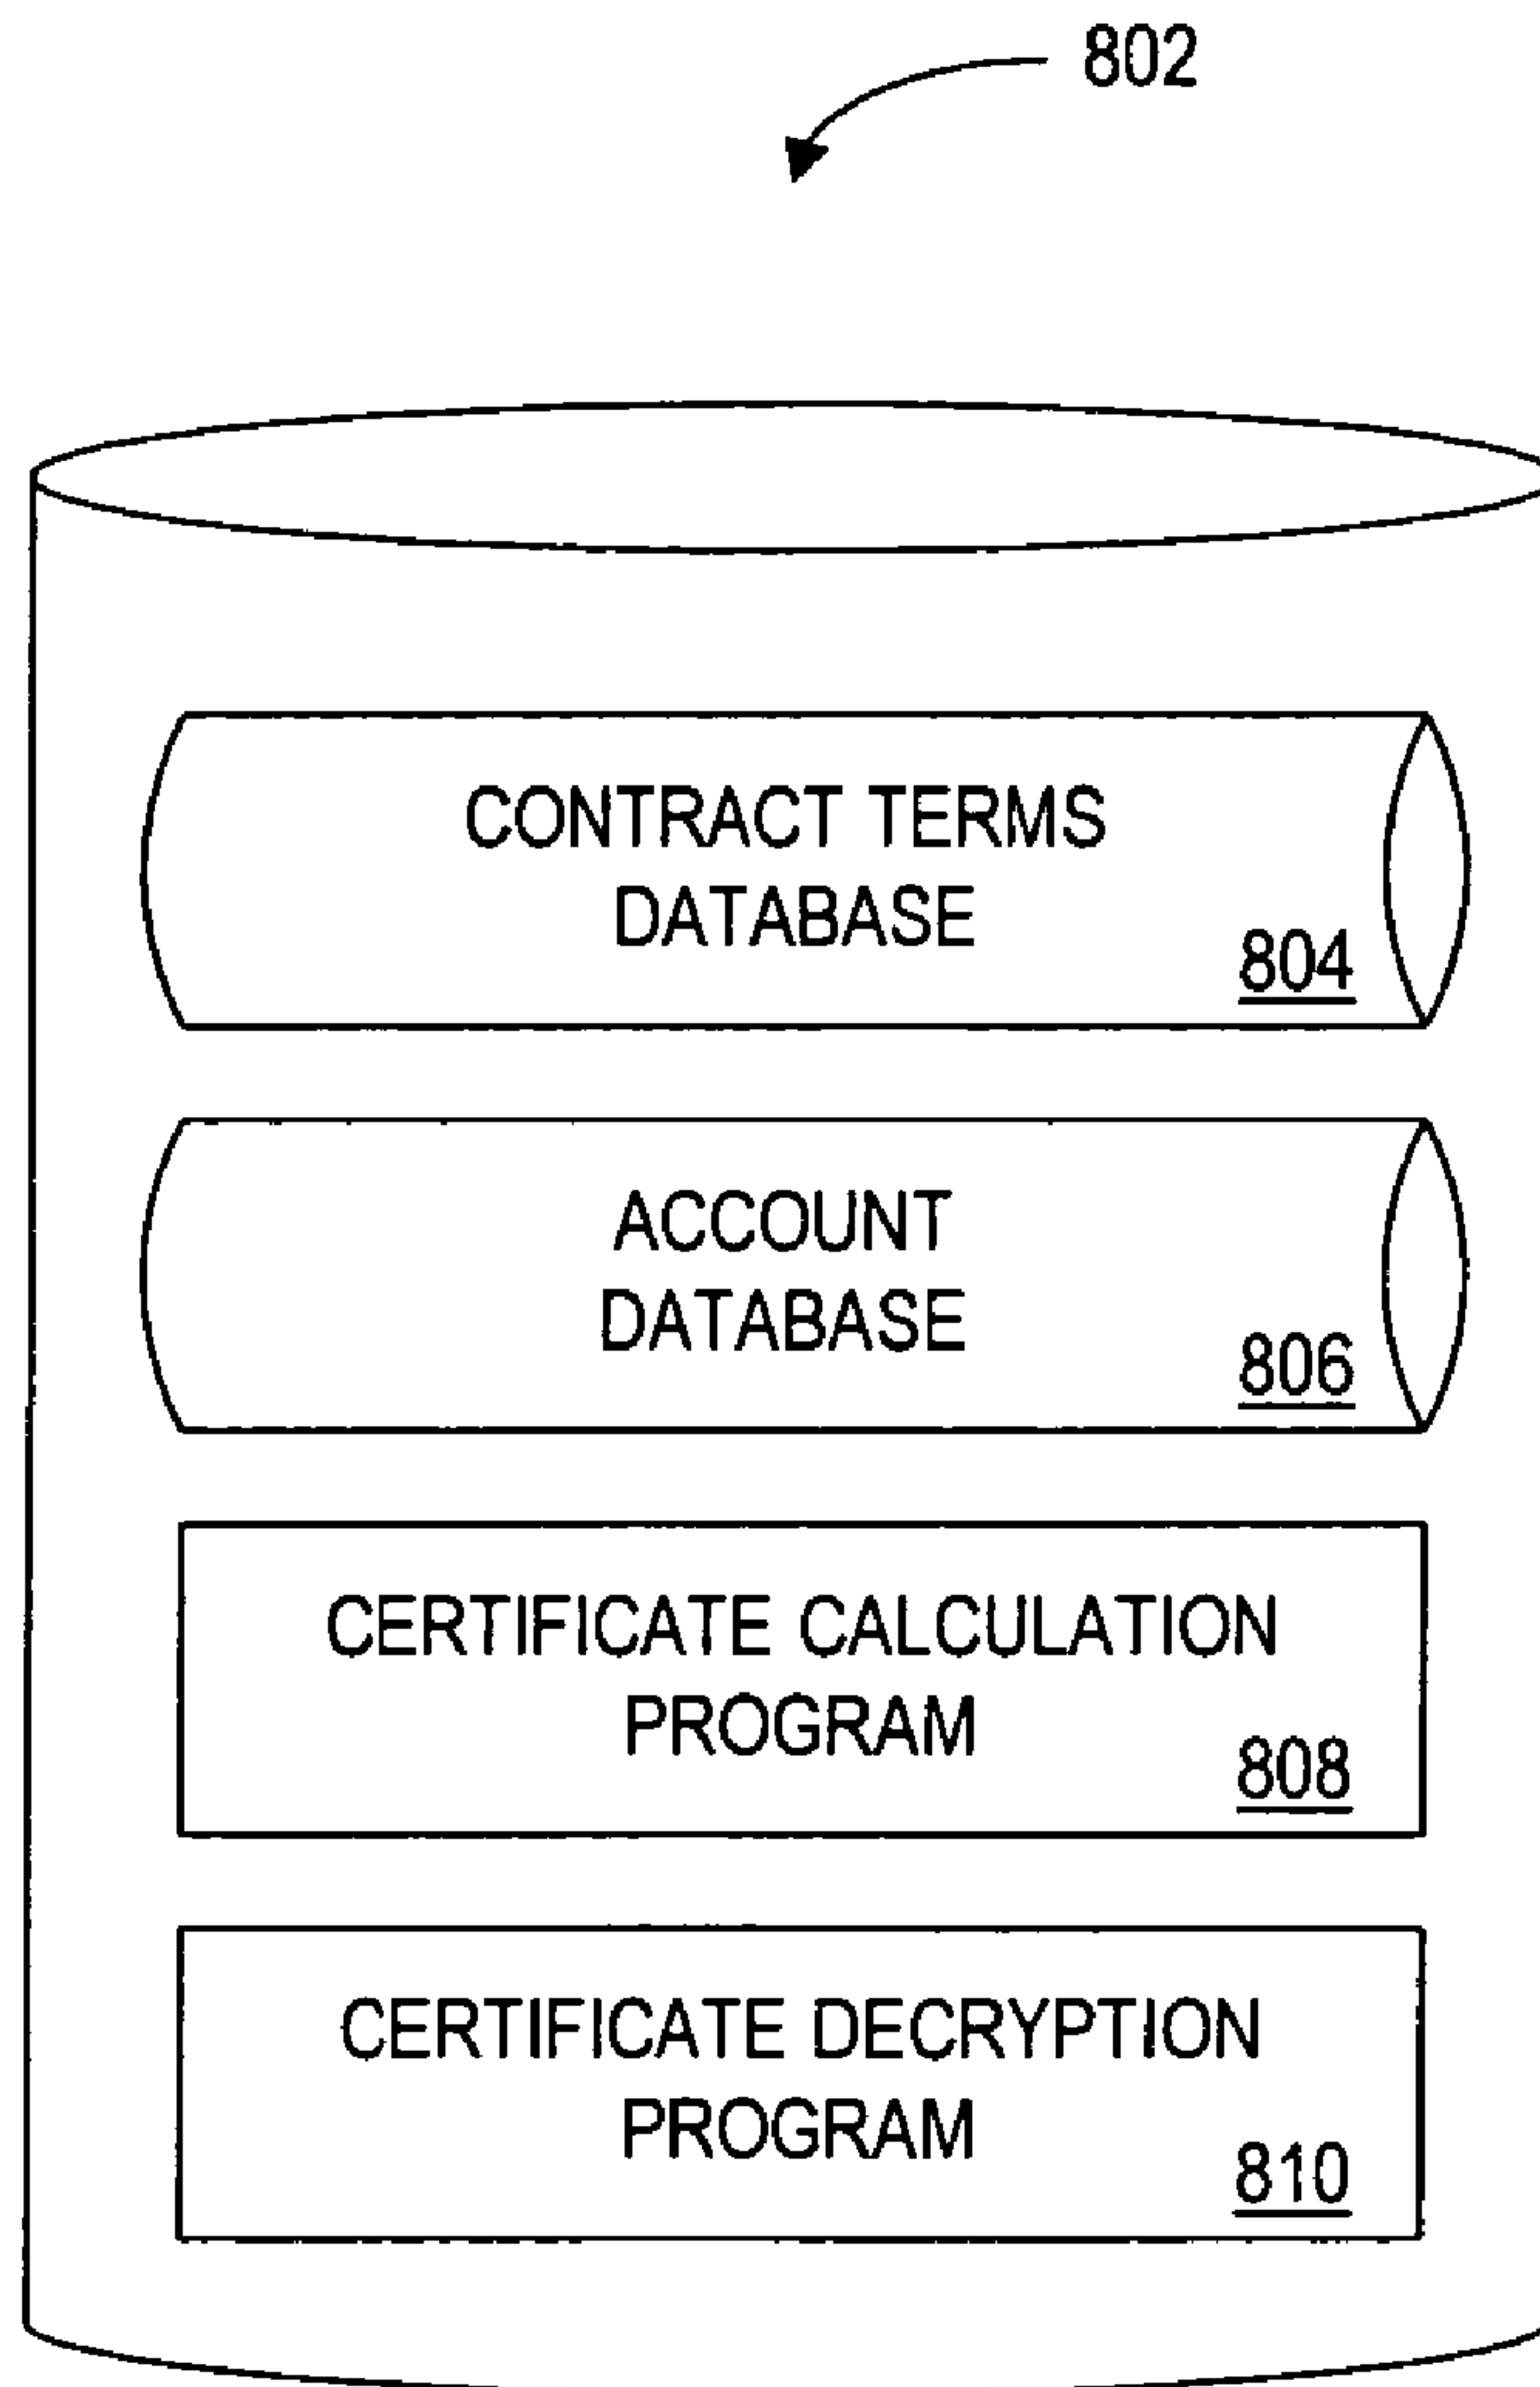 802
CONTRACT TERMS
DATABASE
804
ACCOUNT
DATABASE
806
CERTIFICATE CALCULATION
PROGRAM
808
CERTIFICATE DECRYPTION
PROGRAM
810